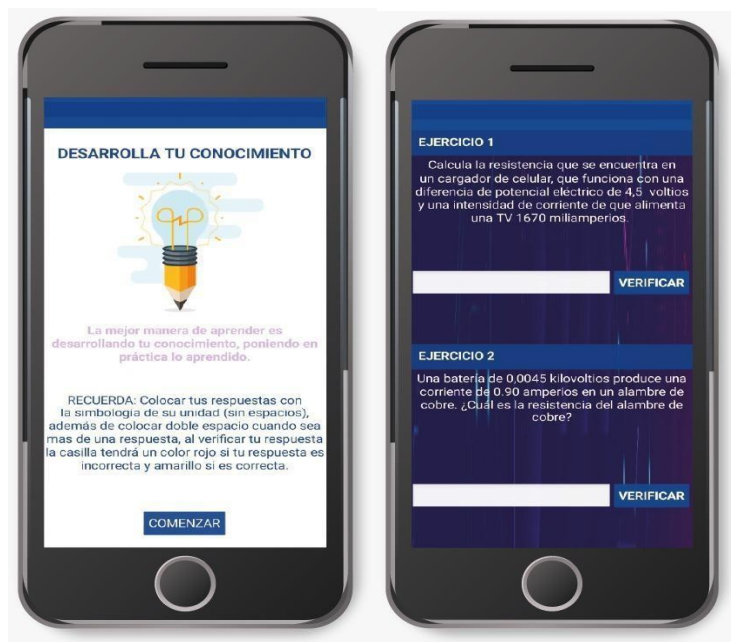 DESARROLLA TU CONOCIMIENTO
La mejor manera de aprender es
desarrollando tu conocimiento, poniendo en
práctica lo aprendido.
RECUERDA: Colocar tus respuestas con
la simbología de su unidad (sin espacios),
además de colocar doble espacio cuando sea
mas de una respuesta, al verificar tu respuesta
la casilla tendrá un color rojo si tu respuesta es
incorrecta y amarillo si es correcta.
COMENZAR
EJERCICIO 1
Calcula la resistencia que se encuentra en
un cargador de celular, que funciona con una
diferencia de potencial eléctrico de 4,5 voltios
y una intensidad de corriente de que alimenta
una TV 1670 miliamperios.
VERIFICAR
EJERCICIO 2
Una batería de 0,0045 kilovoltios produce una
corriente de 0.90 amperios en un alambre de
cobre. ¿Cuál es la resistencia del alambre de
cobre?
VERIFICAR